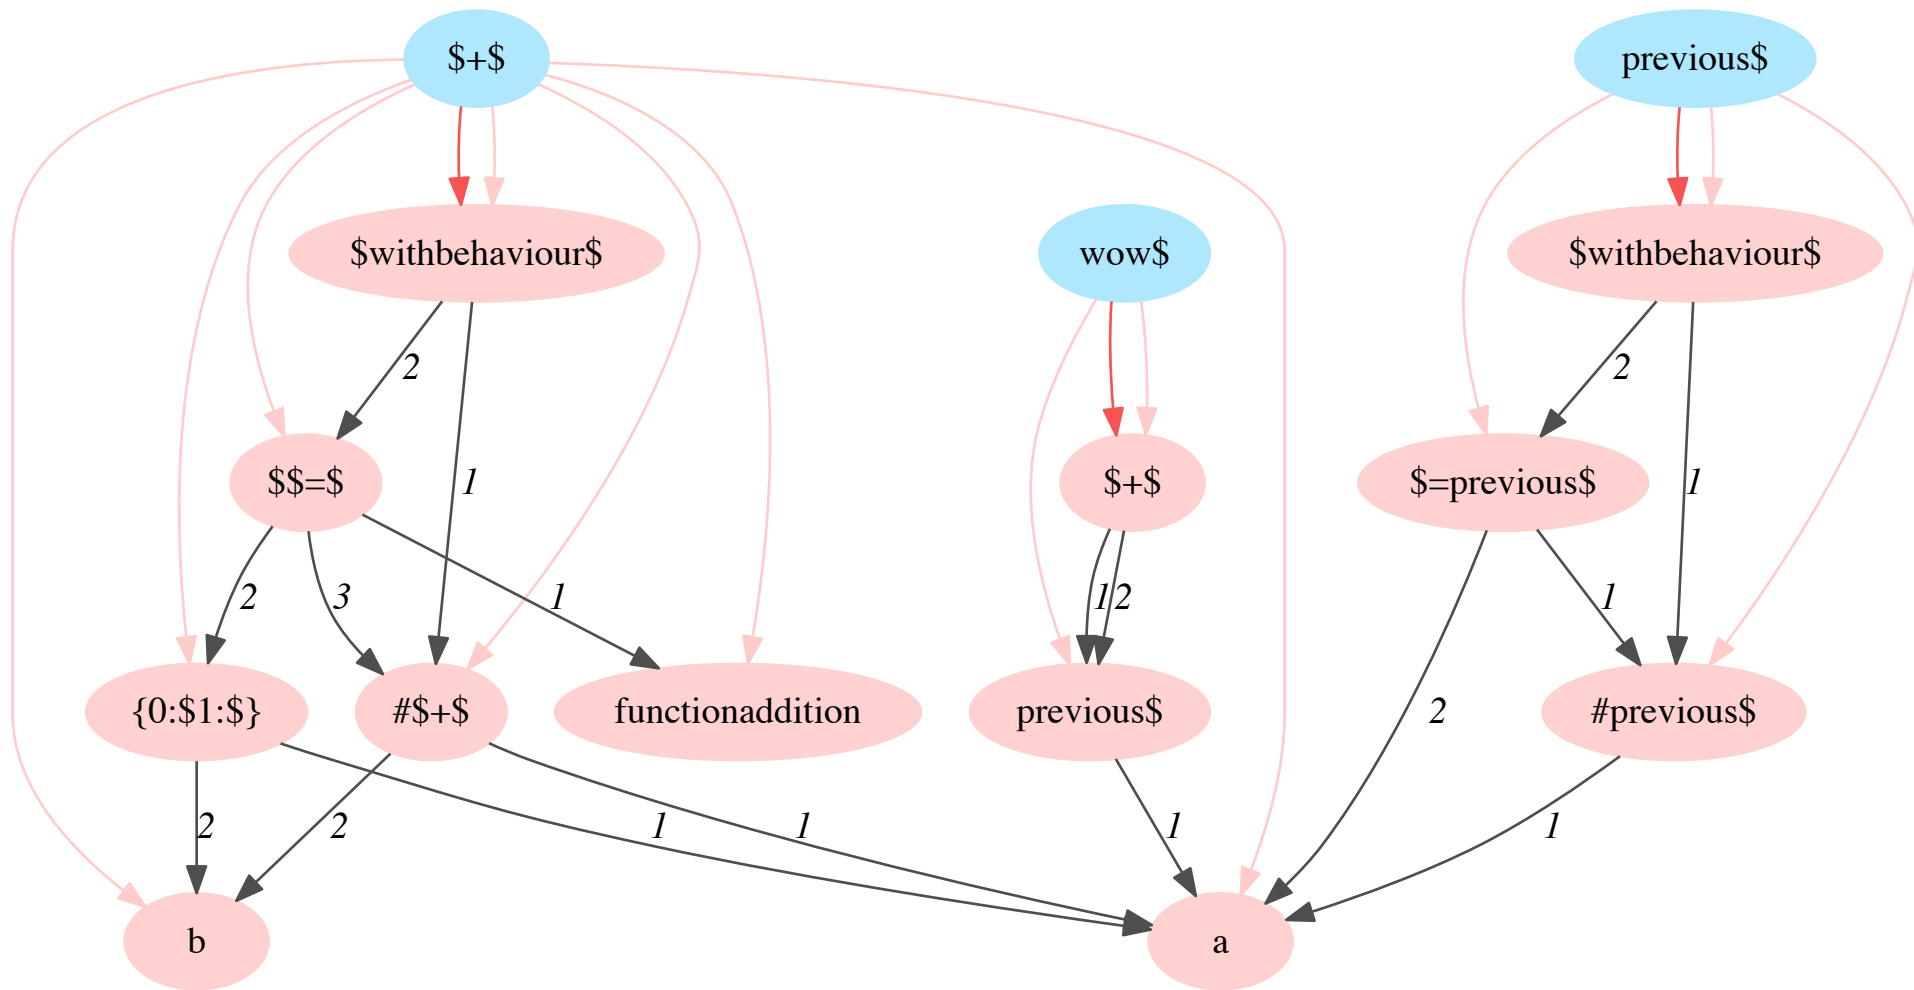 $+$
previous$
$withbehaviour$
wow$
$withbehaviour$
2
2
$$=$
1
$+$
$=previous$
1
2
3
1
1
2
1
{0:$1:$}
#$+$
functionaddition
previous$
2
#previous$
2
2
1
1
1
1
b
a